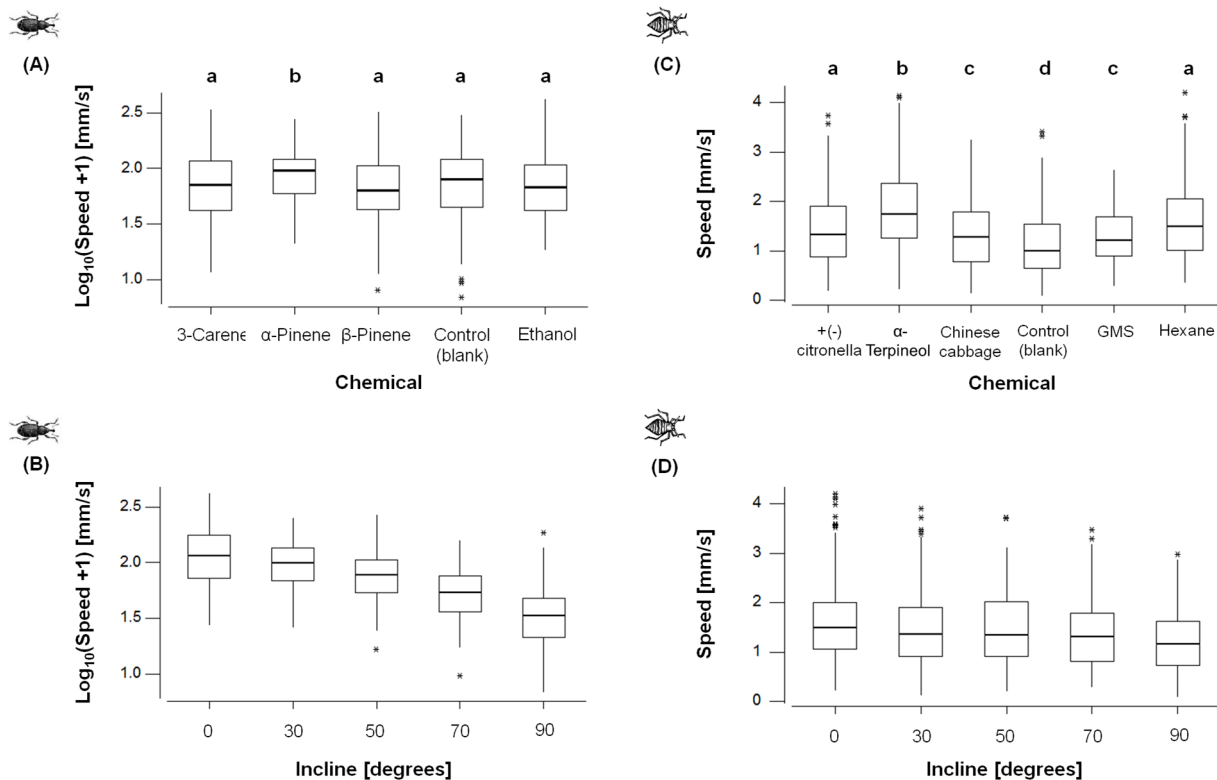 (A)
a b a a a
Log10(Speed +1) [mm/s]
2.5
2.0
1.5
1.0
3-Carene α-Pinene β-Pinene Control Ethanol
(blank)
Chemical
(C)
a b c d c a
Speed [mm/s]
4
3
2
1
0
+(-) α- Chinese Control GMS Hexane
citronella Terpineol cabbage (blank)
Chemical
(B)
Log10(Speed +1) [mm/s]
2.5
2.0
1.5
1.0
0 30 50 70 90
Incline [degrees]
(D)
Speed [mm/s]
4
3
2
1
0
0 30 50 70 90
Incline [degrees]